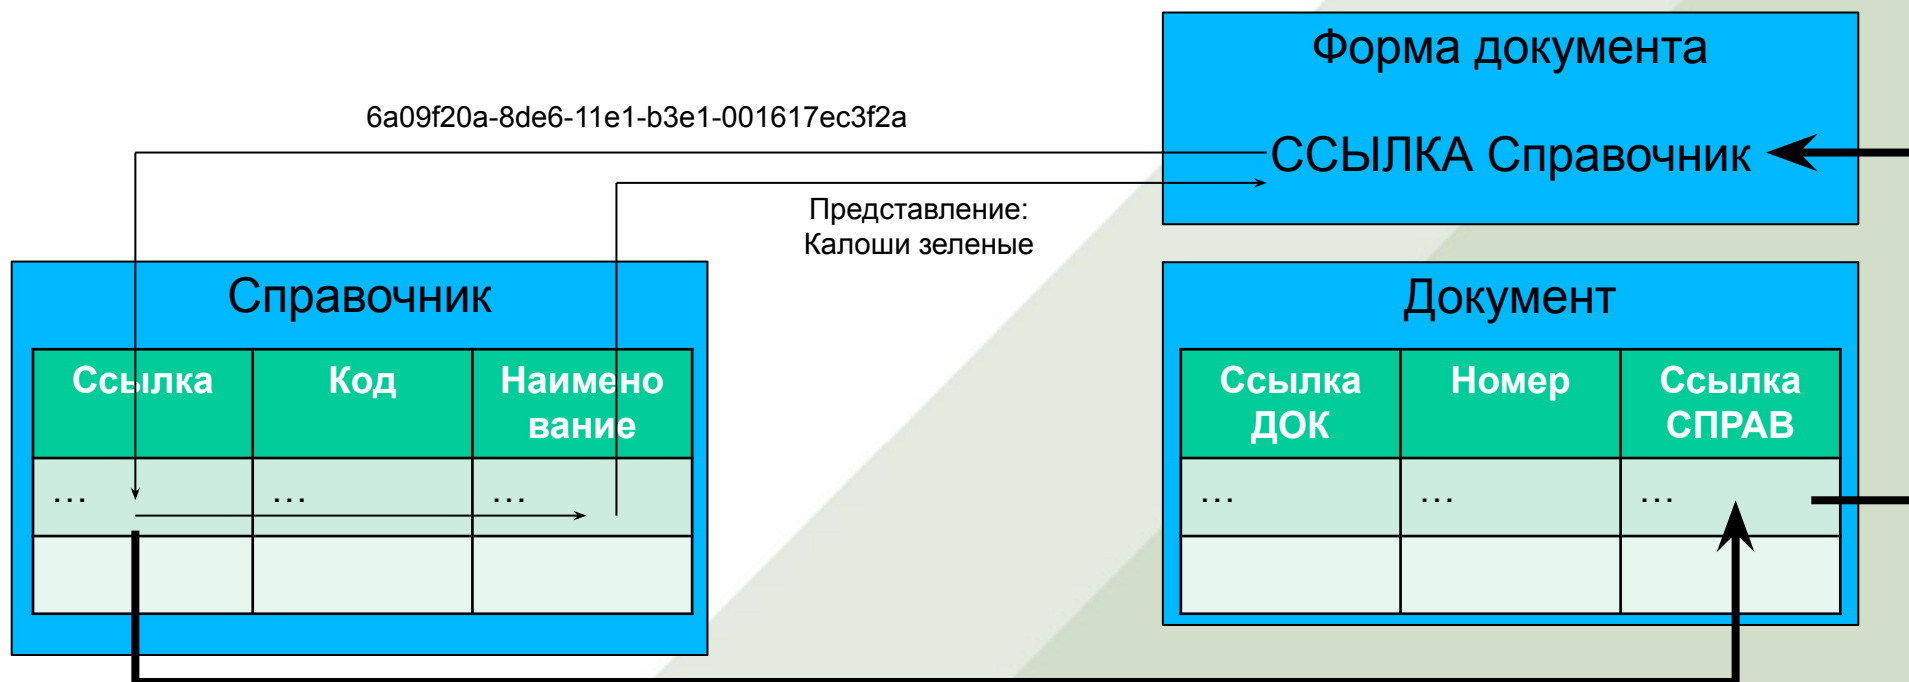 Форма документа
6a09f20a-8de6-11e1-b3e1-001617ec3f2a
ССЫЛКА Справочник
Представление:
Калоши зеленые
Справочник
Ссылка Код Наимено
вание
... ... ...
Документ
Ссылка Номер Ссылка
ДОК СПРАВ
... ... ...